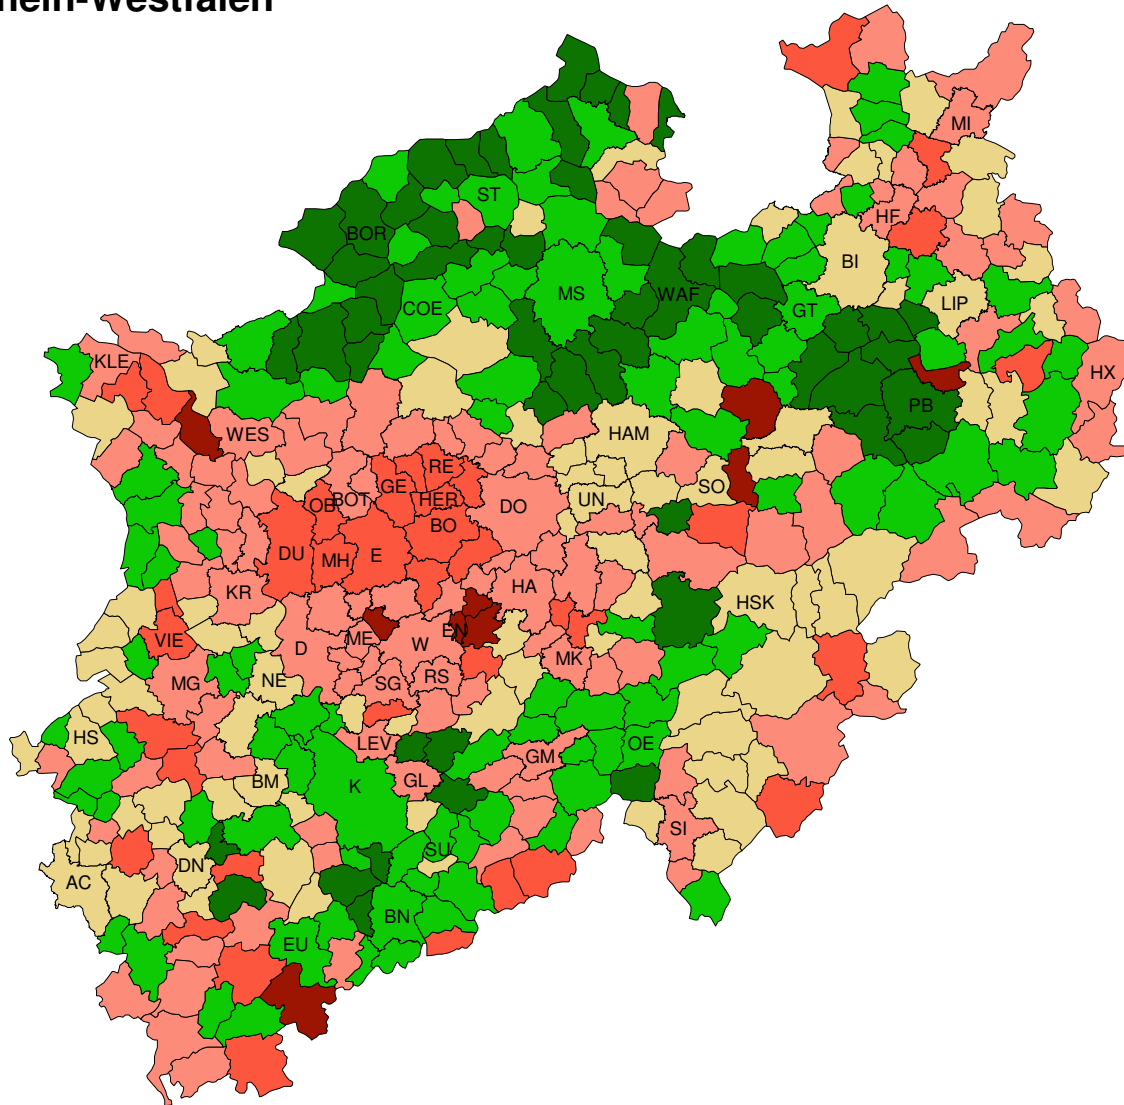 hein-Westfalen
MI
ST
HF
BOR
BI
MS
WAF
LIP
COE
GT
KLE
HX
PB
WES
HAM
RE
GE
SO
OB
BOT
HER
UN
DO
BO
DU
MH
E
HA
KR
HSK
EN
VIE
ME
W
D
MK
RS
MG
NE
SG
HS
LEV
GM
OE
BM
K
GL
SI
SU
DN
AC
BN
EU